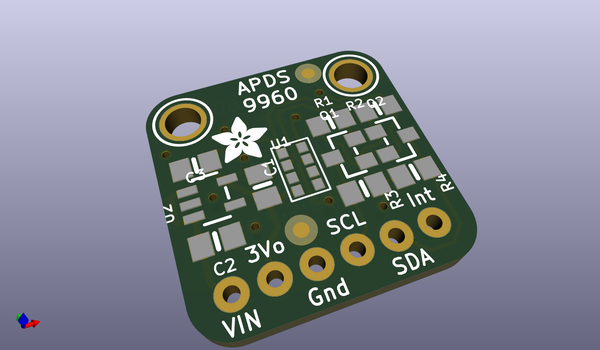 APDS
9960
R1
R2
Q2
Q1
U1
C3
C1
U2
R3
Int
R4
SCL
3Vo
C2
SDA
Gnd
VIN